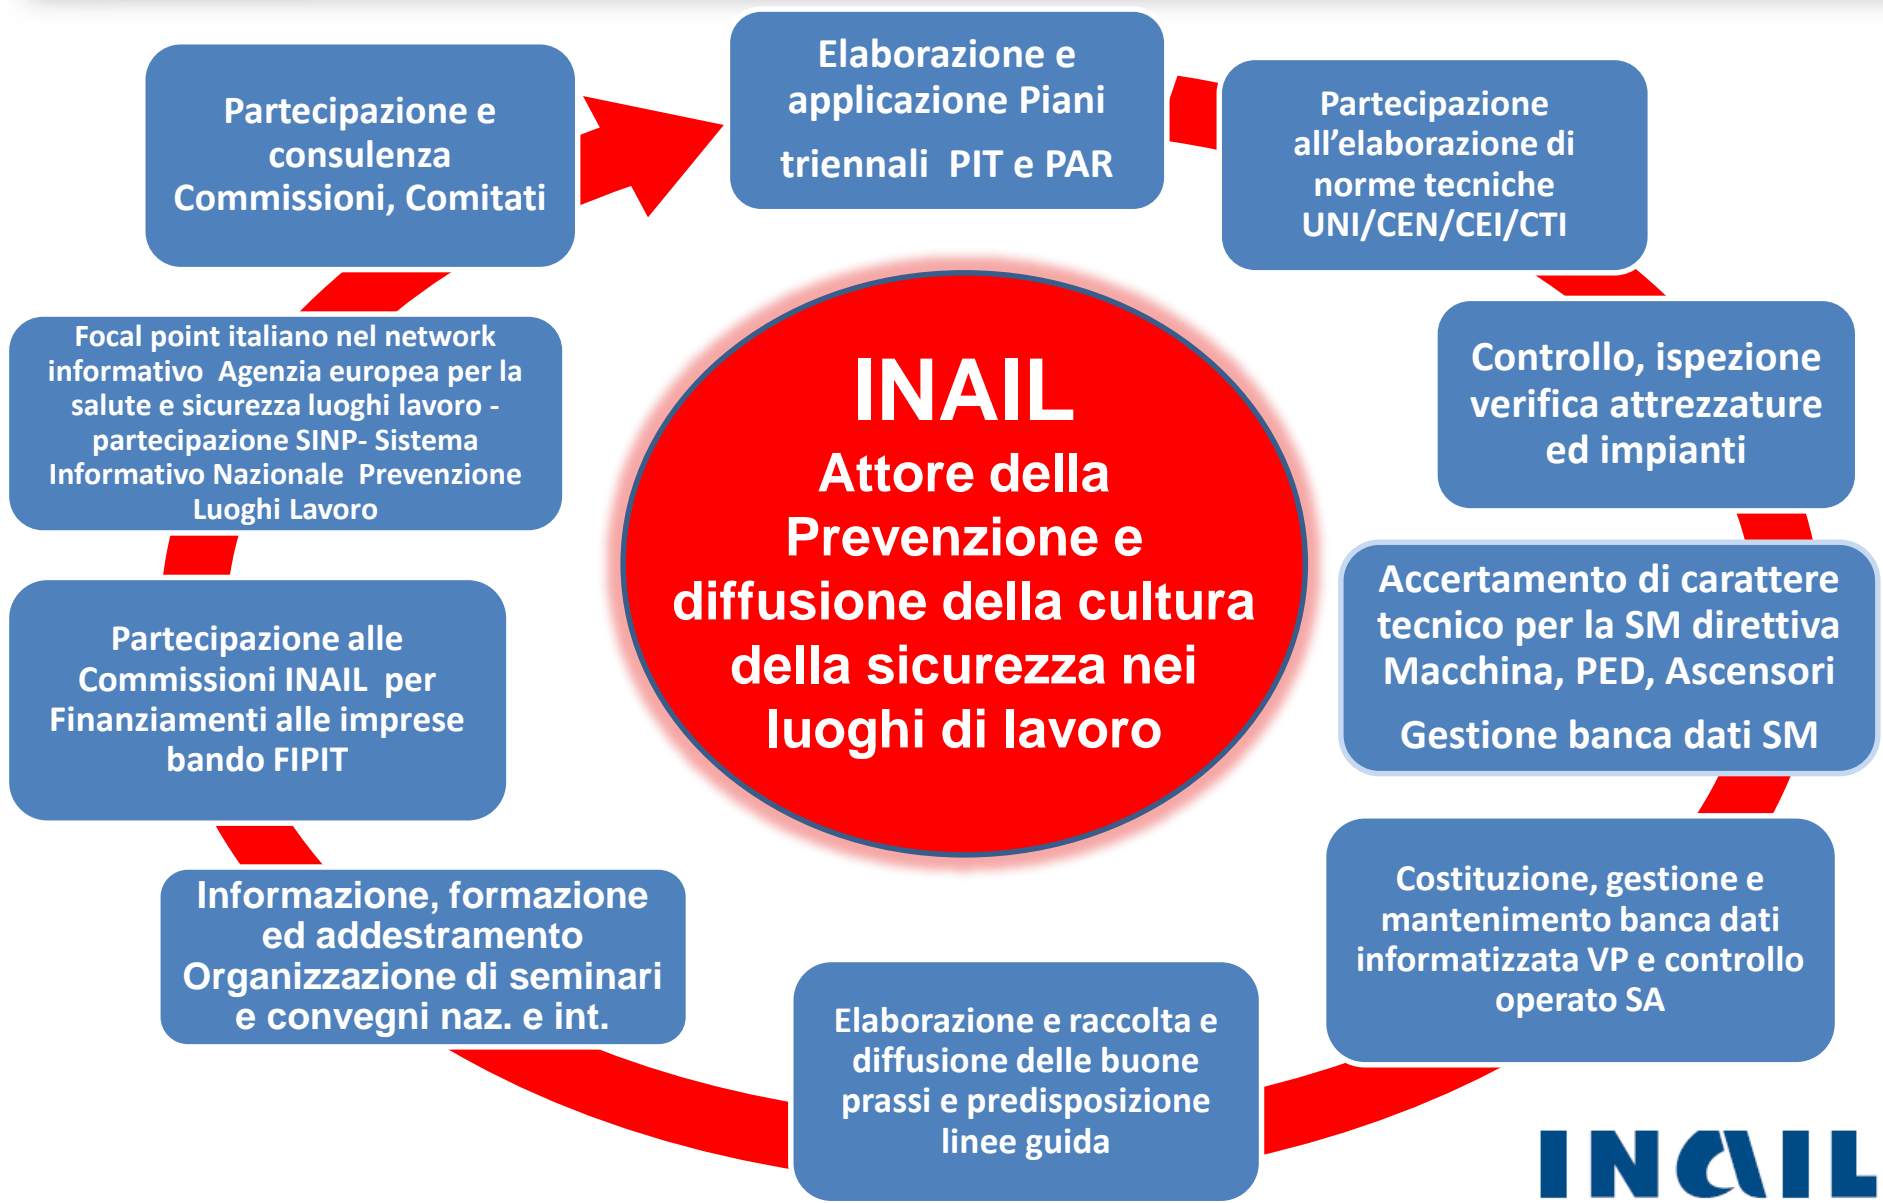 Elaborazione e
applicazione Piani
triennali PIT e PAR
Partecipazione
all’elaborazione di
norme tecniche
UNI/CEN/CEI/CTI
Controllo, ispezione
verifica attrezzature
ed impianti
Accertamento di carattere
tecnico per la SM direttiva
Macchina, PED, Ascensori
Gestione banca dati SM
Costituzione, gestione e
mantenimento banca dati
informatizzata VP e controllo
operato SA
Elaborazione e raccolta e
diffusione delle buone
prassi e predisposizione
linee guida
Informazione, formazione
ed addestramento
Organizzazione di seminari
e convegni naz. e int.
Partecipazione alle
Commissioni INAIL per
Finanziamenti alle imprese
bando FIPIT
Focal point italiano nel network
informativo Agenzia europea per la
salute e sicurezza luoghi lavoro -
partecipazione SINP- Sistema
Informativo Nazionale Prevenzione
Luoghi Lavoro
Partecipazione e
consulenza
Commissioni, Comitati
INAIL
Attore della
Prevenzione e
diffusione della cultura
della sicurezza nei
luoghi di lavoro
INAIL